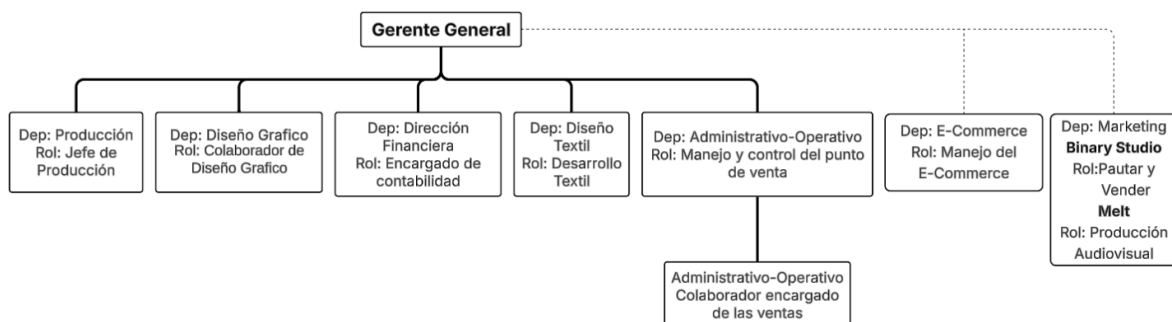 Gerente General
Dep: Producción
Rol: Jefe de
Producción
Dep: Diseño Grafico
Rol: Colaborador de
Diseño Grafico
Dep: Dirección
Financiera
Rol: Encargado de
contabilidad
Dep: Diseño
Textil
Rol: Desarrollo
Textil
Dep: Administrativo-Operativo
Rol: Manejo y control del punto
de venta
Dep: E-Commerce
Rol: Manejo del
E-Commerce
Dep: Marketing
Binary Studio
Rol:Pautar y
Vender
Melt
Rol: Producción
Audiovisual
Administrativo-Operativo
Colaborador encargado
de las ventas